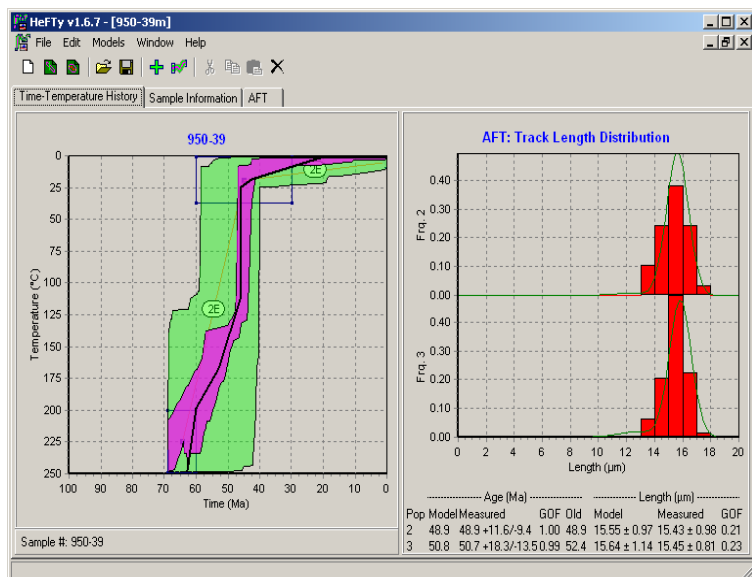 HeFTy v1.6.7 - [950-39m]
File Edit Models Window Help
Time-Temperature History Sample Information AFT
950-39
0
25
50
75
100
125
150
175
200
225
250
Temperature (°C)
2E
2E
100 90 80 70 60 50 40 30 20 10 0
Time (Ma)
Sample #: 950-39
AFT: Track Length Distribution
0.40
0.30
0.20
0.10
0.00
Frq. 2
0.40
0.30
0.20
0.10
0.00
Frq. 3
0 2 4 6 8 10 12 14 16 18 20
Length (µm)
Age (Ma) Length (µm)
Pop Model Measured GOF Old Model Measured GOF
2 48.9 48.9 +11.6/-9.4 1.00 48.9 15.55 ± 0.97 15.43 ± 0.98 0.21
3 50.8 50.7 +18.3/-13.5 0.99 52.4 15.64 ± 1.14 15.45 ± 0.81 0.23